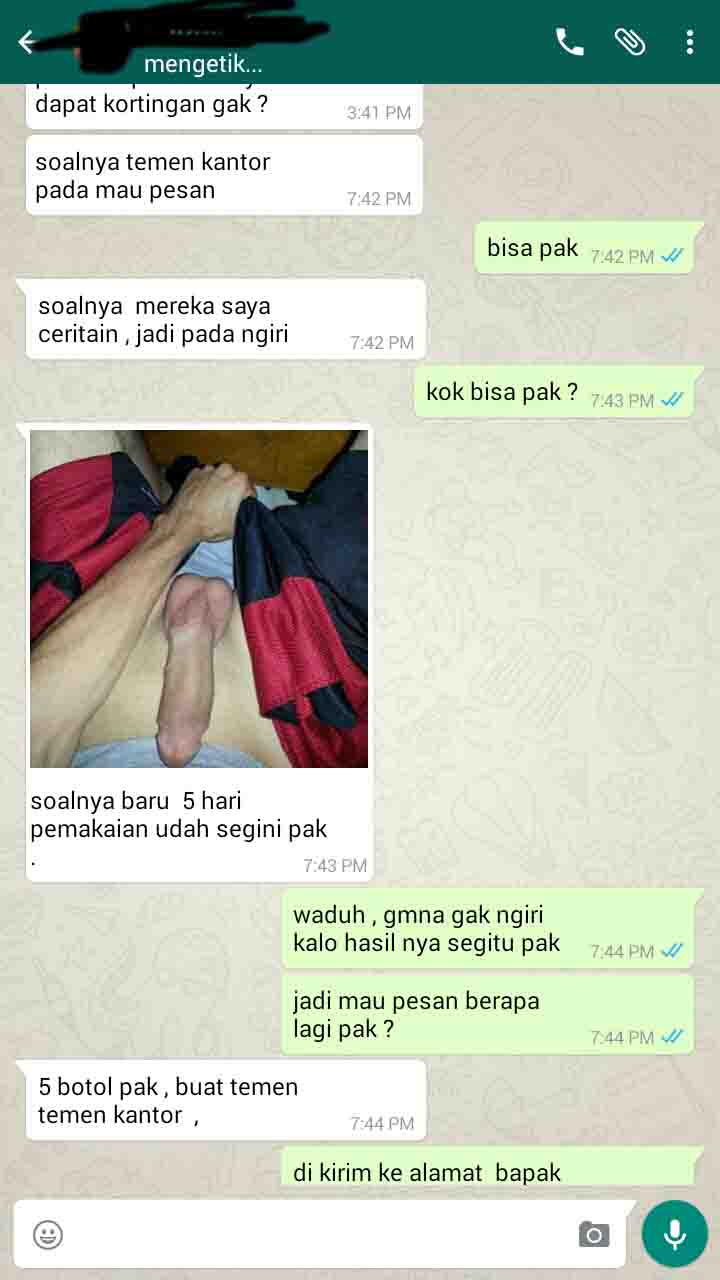 mengetik...
dapat kortingan gak ?
3:41 PM
soalnya temen kantor
pada mau pesan
7:42 PM
bisa pak
7:42 PM
soalnya  mereka saya
ceritain , jadi pada ngiri
7:42 PM
kok bisa pak ?
7:43 PM
soalnya baru  5 hari
pemakaian udah segini pak
.
7:43 PM
waduh , gmna gak ngiri
kalo hasil nya segitu pak
7:44 PM
jadi mau pesan berapa
lagi pak ?
7:44 PM
5 botol pak , buat temen
temen kantor  ,
7:44 PM
di kirim ke alamat  bapak